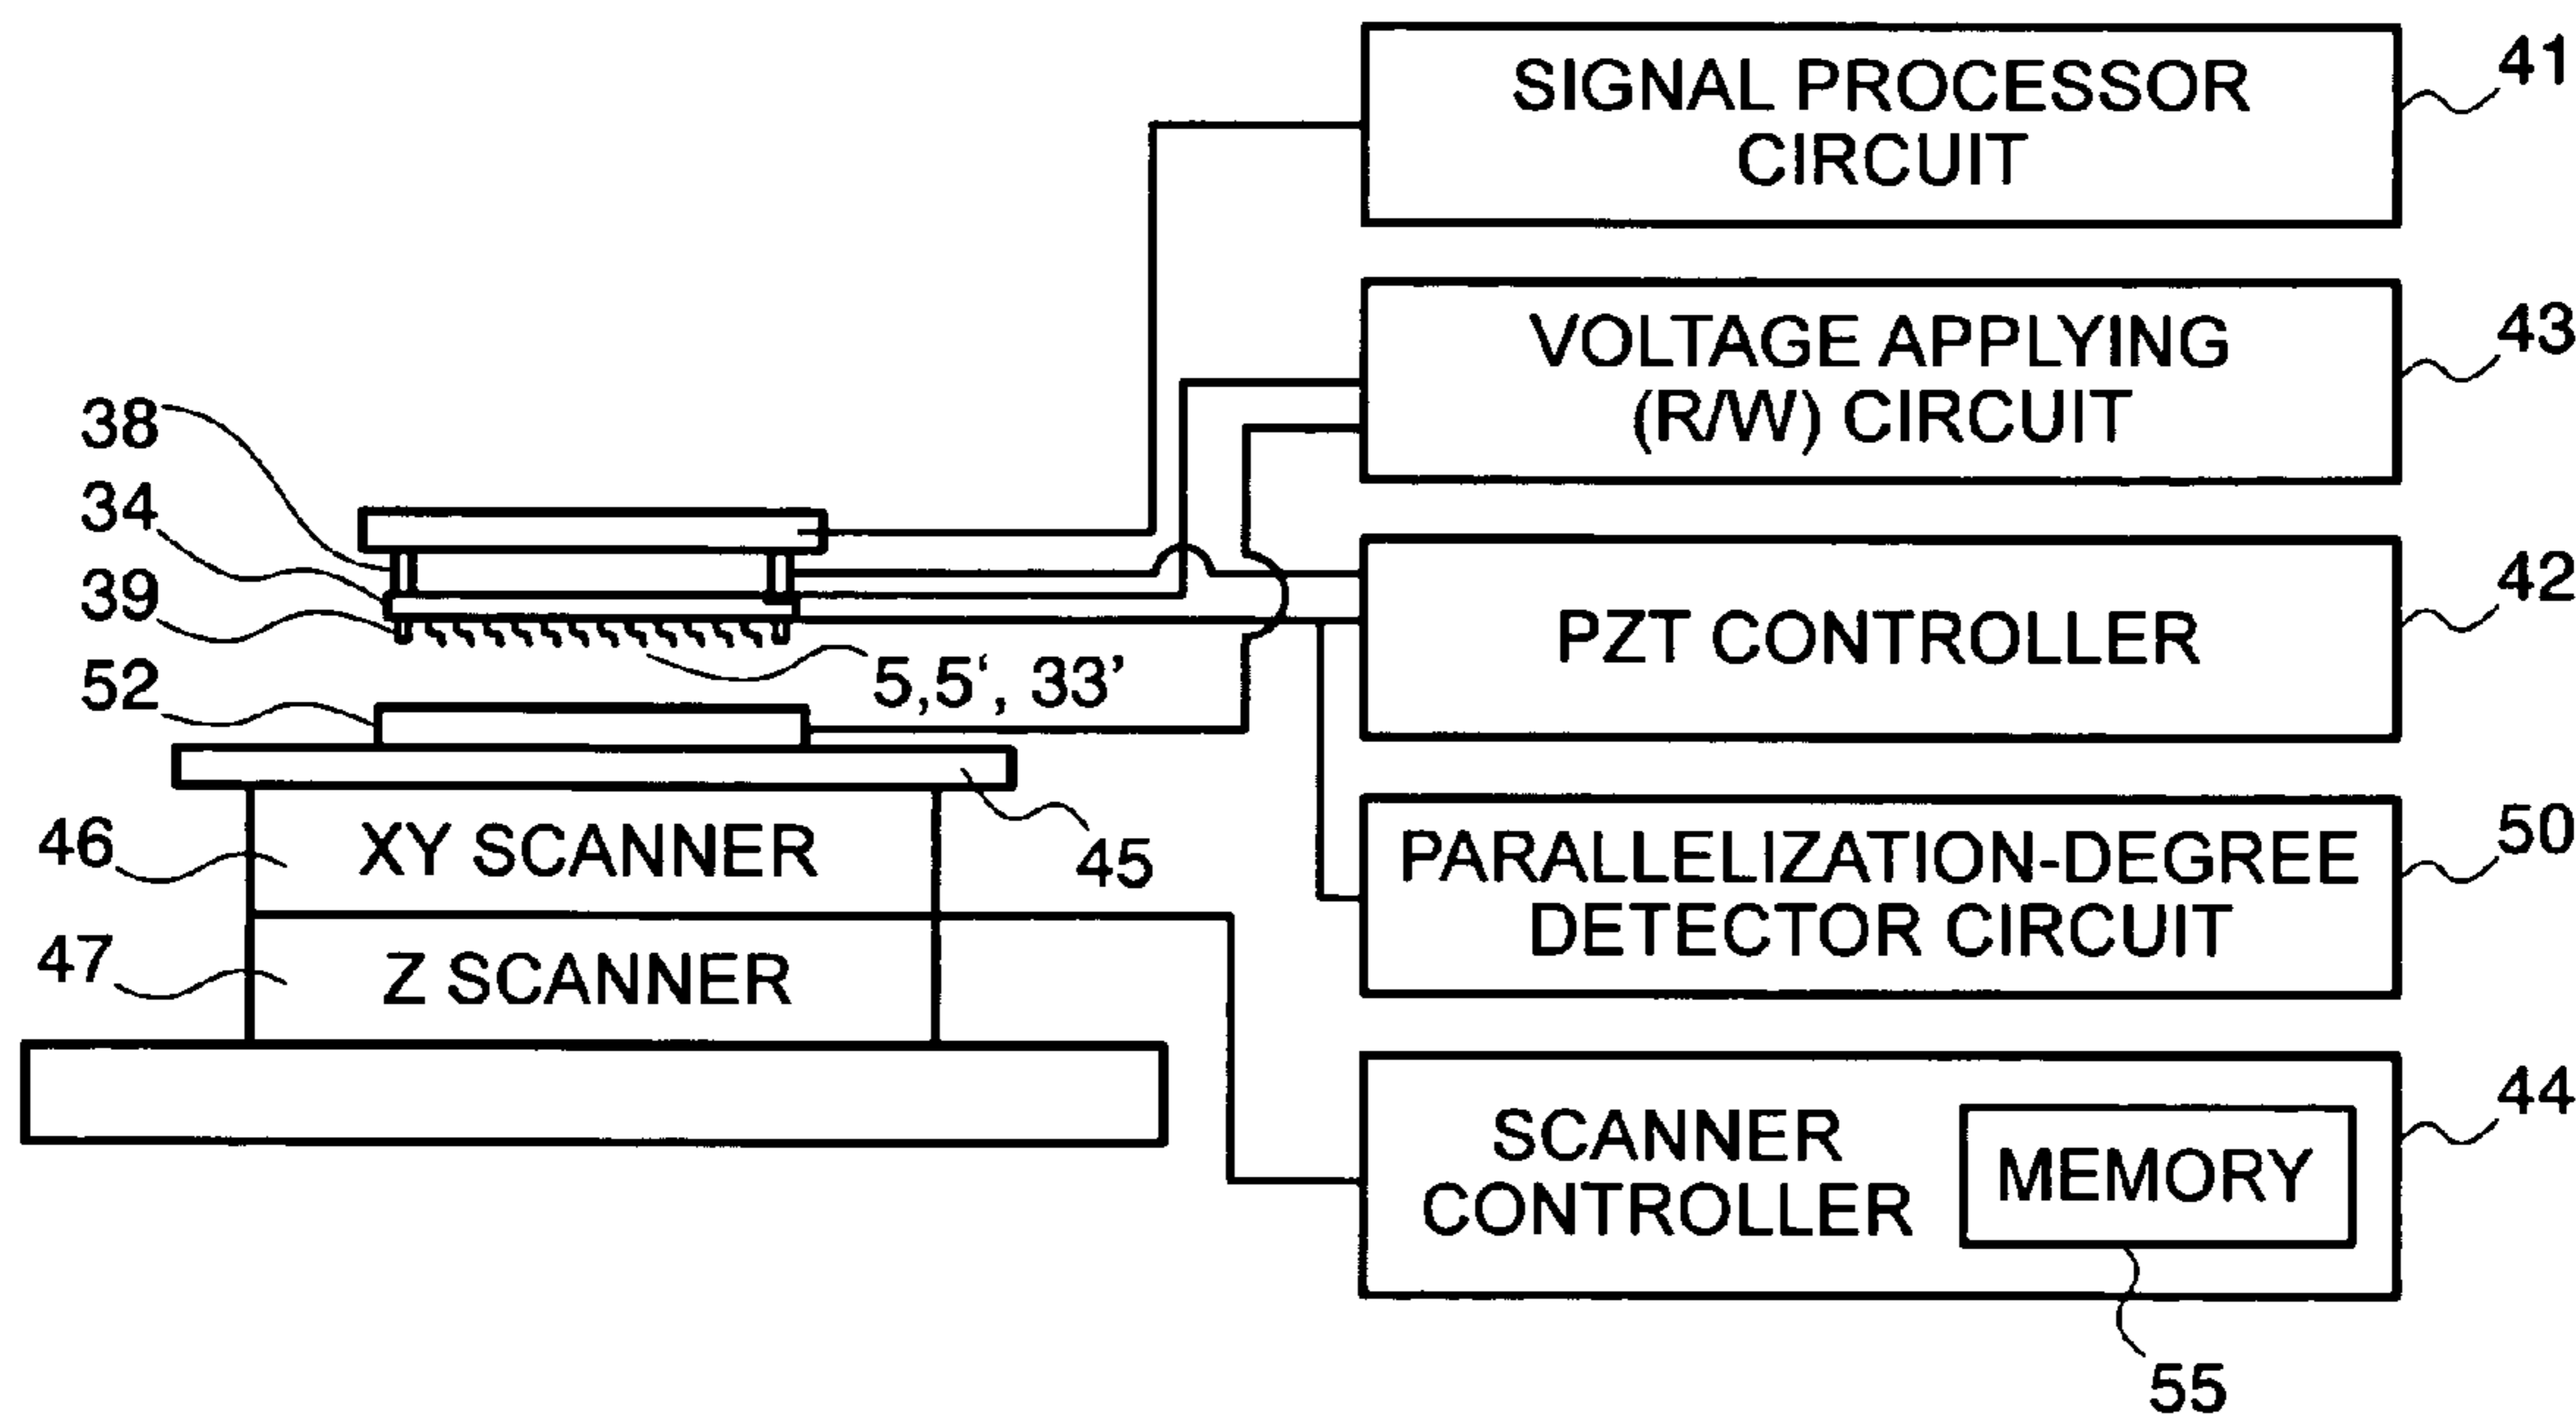 SIGNAL PROCESSOR
CIRCUIT
41
VOLTAGE APPLYING
(R/W) CIRCUIT
43
38
34
39
52
5,5‘, 33’
PZT CONTROLLER
42
45
XY SCANNER
46
Z SCANNER
47
PARALLELIZATION-DEGREE
DETECTOR CIRCUIT
50
SCANNER
CONTROLLER
MEMORY
44
55